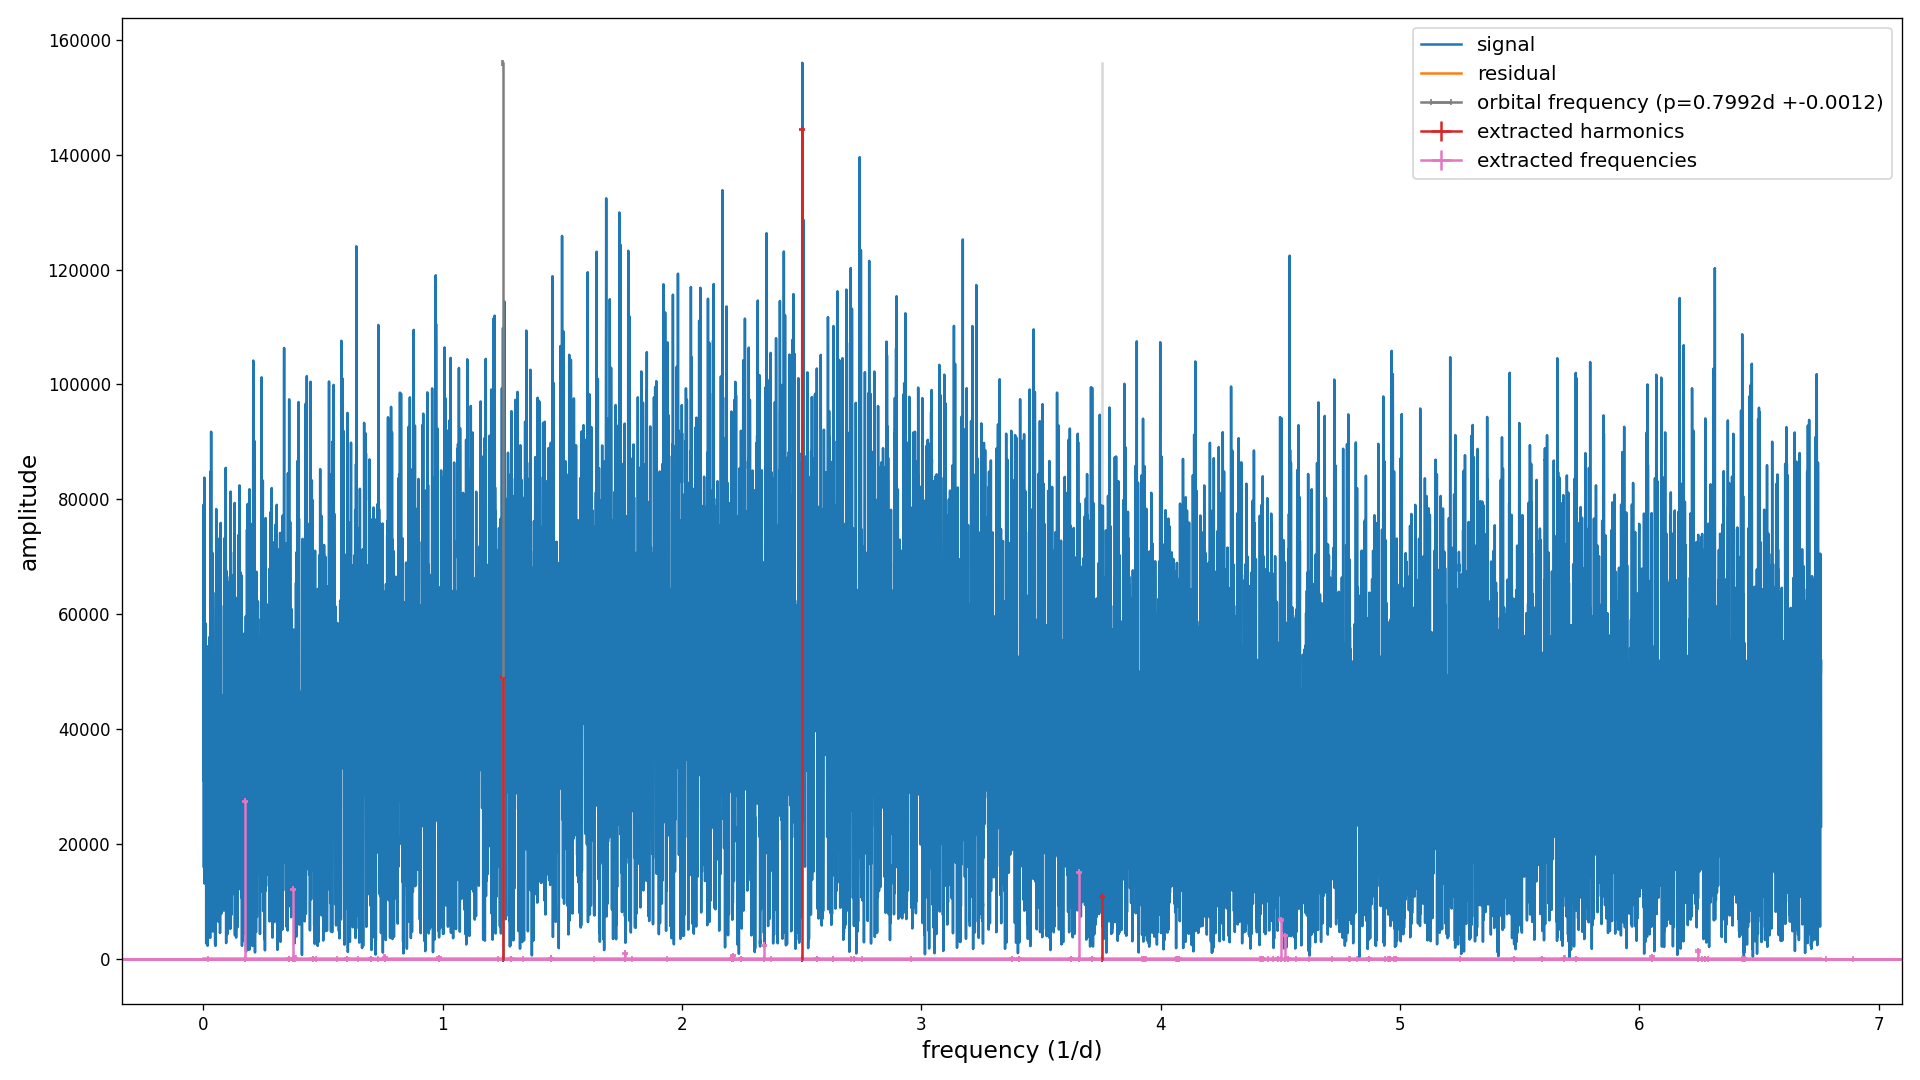 signal
residual
orbital frequency (p=0.7992d +-0.0012)
extracted harmonics
extracted frequencies
160000
140000
120000
100000
80000
60000
40000
20000
0
amplitude
0 1 2 3 4 5 6 7
frequency (1/d)